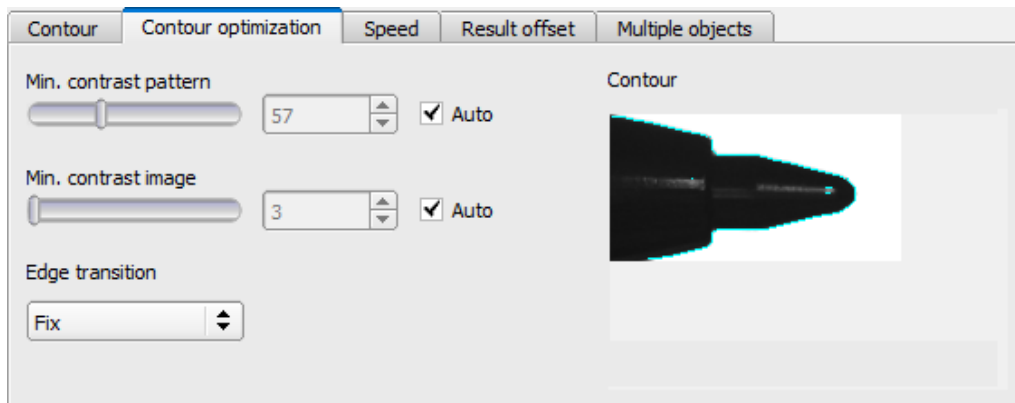 Contour Contour optimization Speed Result offset Multiple objects
Min. contrast pattern
57 Auto
Min. contrast image
3 Auto
Edge transition
Fix
Contour